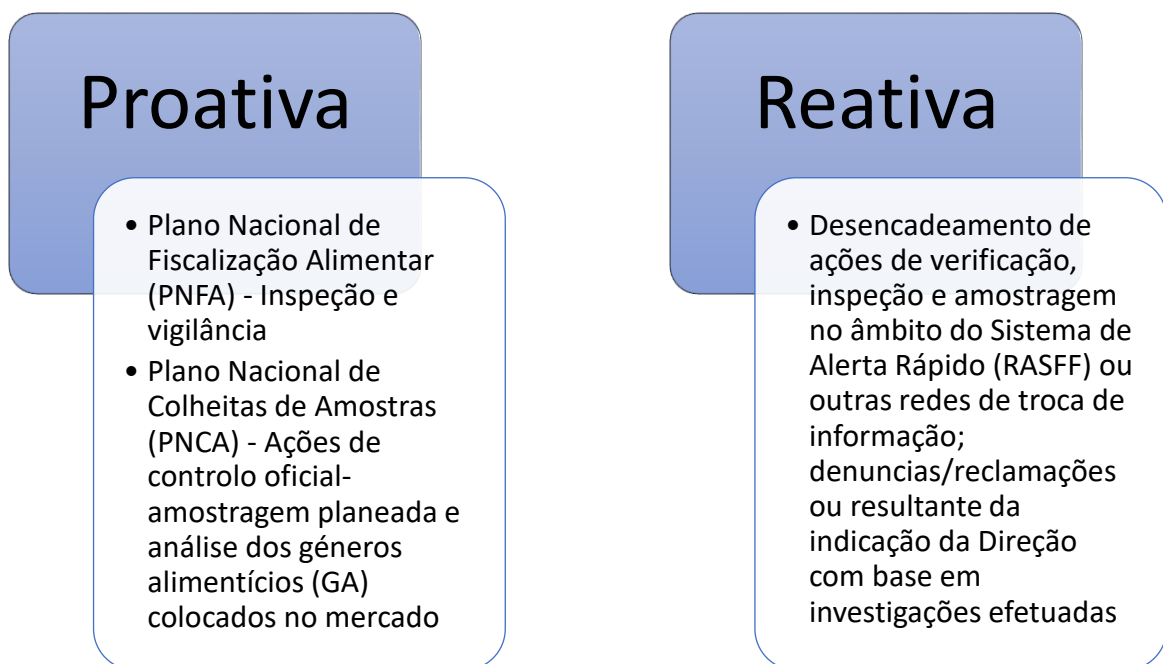 Proativa
• Plano Nacional de
Fiscalização Alimentar
(PNFA) - Inspeção e
vigilância
• Plano Nacional de
Colheitas de Amostras
(PNCA) - Ações de
controlo oficial-
amostragem planeada e
análise dos géneros
alimentícios (GA)
colocados no mercado
Reativa
• Desencadeamento de
ações de verificação,
inspeção e amostragem
no âmbito do Sistema de
Alerta Rápido (RASFF) ou
outras redes de troca de
informação;
denuncias/reclamações
ou resultante da
indicação da Direção
com base em
investigações efetuadas